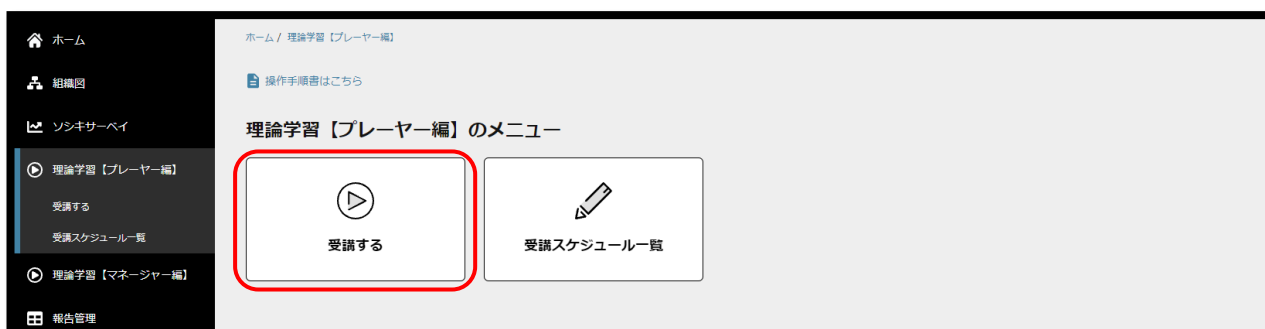 ホーム
組織図
ソシキサーベイ
理論学習【プレーヤー編】
受講する
受講スケジュール一覧
理論学習【マネージャー編】
報告管理
ホーム / 理論学習【プレーヤー編】
操作手順書はこちら
理論学習【プレーヤー編】のメニュー
受講する
受講スケジュール一覧